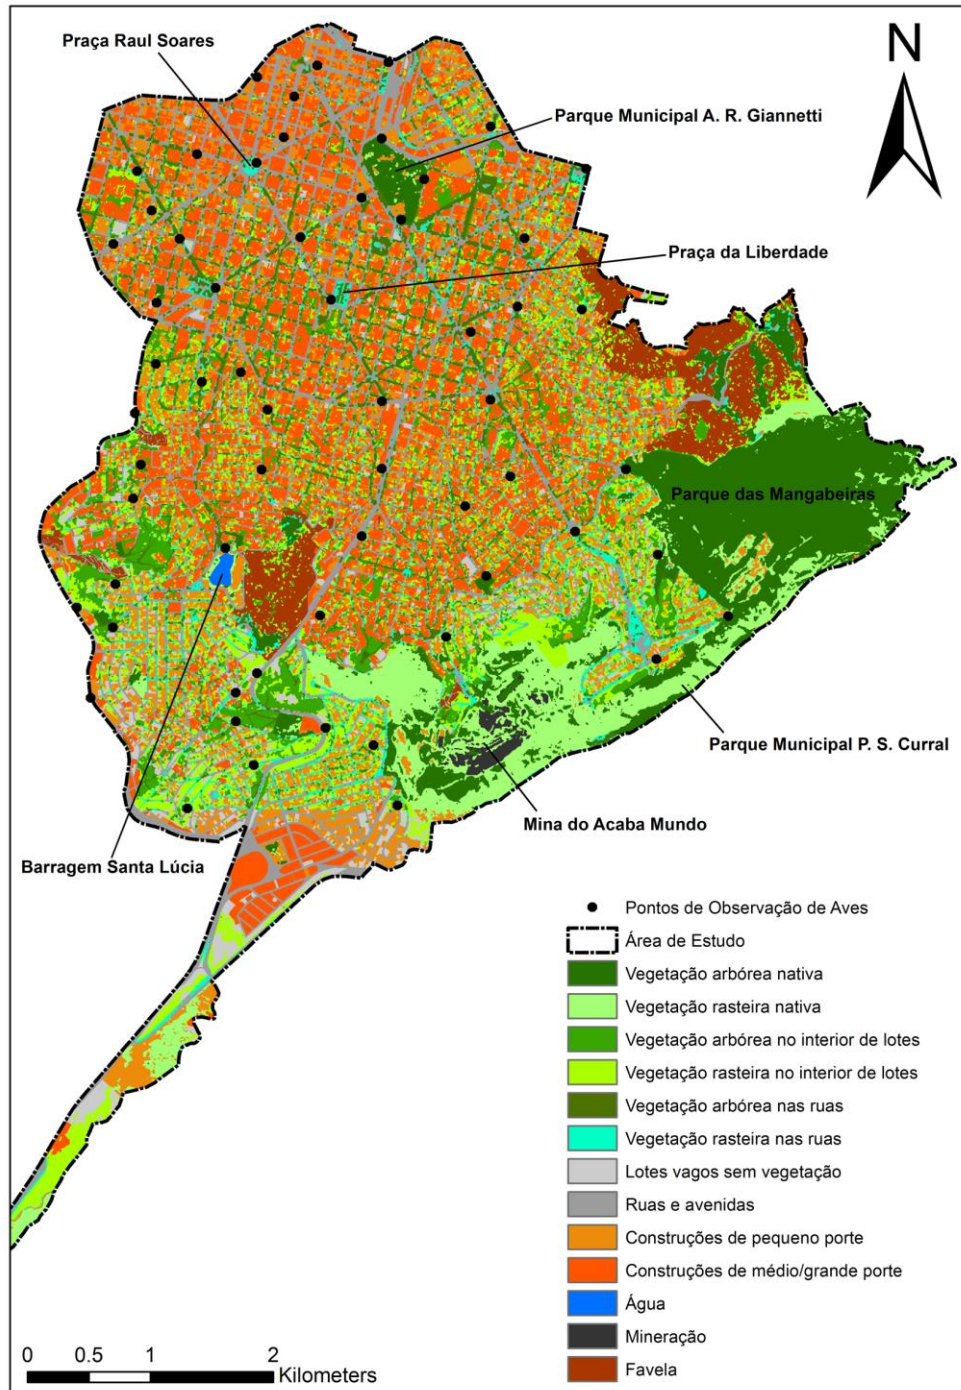 Praça Raul Soares
N
Parque Municipal A. R. Giannetti
Praça da Liberdade
Parque das Mangabeiras
Parque Municipal P. S. Curral
Mina do Acaba Mundo
Barragem Santa Lúcia
Pontos de Observação de Aves
Área de Estudo
Vegetação arbórea nativa
Vegetação rasteira nativa
Vegetação arbórea no interior de lotes
Vegetação rasteira no interior de lotes
Vegetação arbórea nas ruas
Vegetação rasteira nas ruas
Lotes vagos sem vegetação
Ruas e avenidas
Construções de pequeno porte
Construções de médio/grande porte
Água
Mineração
Favela
0 0.5 1 2
Kilometers